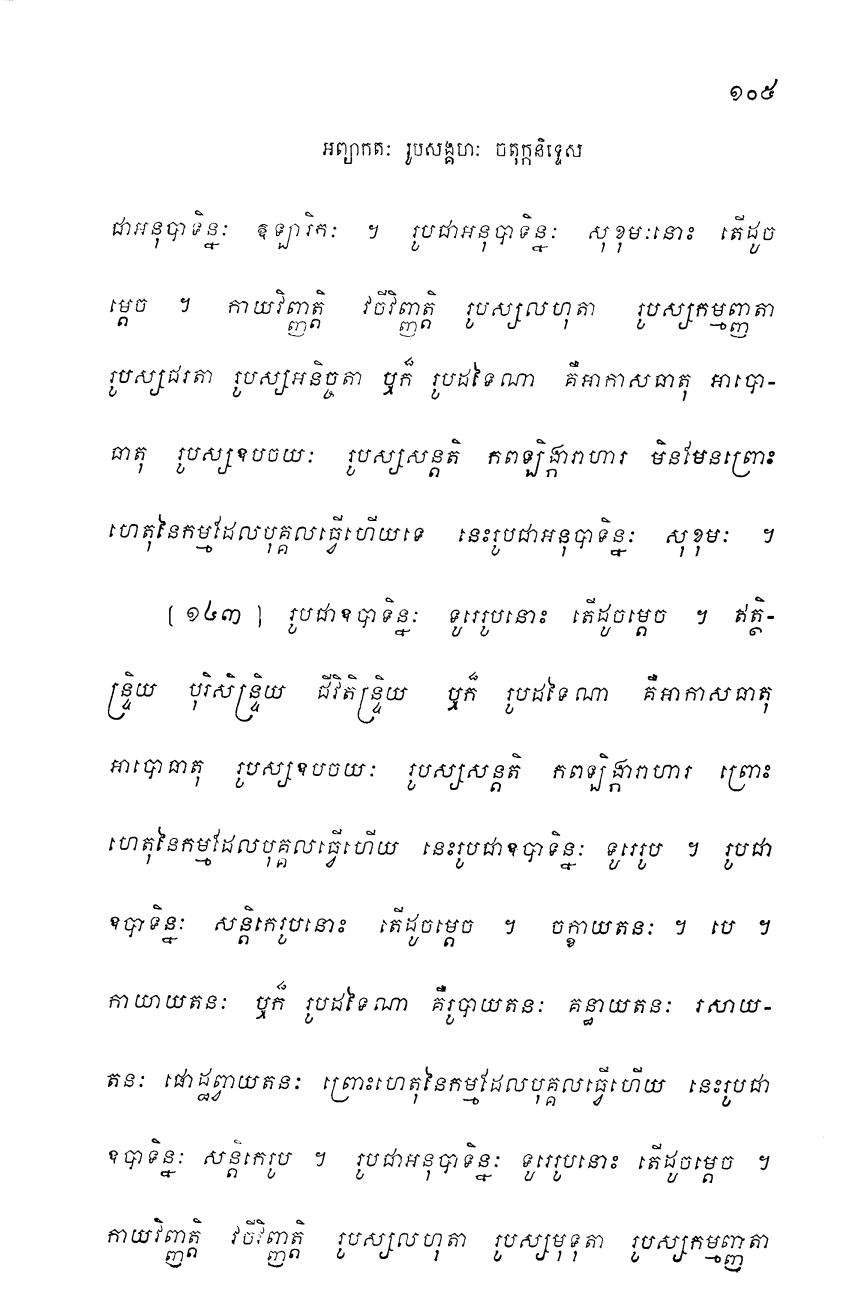 ១០៥
អព្យាកតៈ រូបសង្គហៈ ចតុក្កនិទ្ទេស
ជាអនុបាទិន្នៈ ឱឡារិកៈ ។ រូបជាអនុបាទិន្នៈ សុខុមៈនោះ តើដូច
ម្តេច ។ កាយវិញ្ញត្តិ វចីវិញ្ញត្តិ រូបស្សលហុតា រូបស្សកម្មញ្ញតា
រូបស្សជរតា រូបស្សអនិច្ចតា ឬក៏ រូបដទៃណា គឺអាកាសធាតុ អាបោ-
ធាតុ រូបស្សឧបចយៈ រូបស្សសន្តតិ កពឡិង្ការាហារ មិនមែនព្រោះ
ហេតុនៃកម្មដែលបុគ្គលធ្វើហើយទេ នេះរូបជាអនុបាទិន្នៈ សុខុមៈ ។
[ ១៤៣ ] រូបជាឧបាទិន្នៈ ទូរេរូបនោះ តើដូចម្តេច ។ ឥត្ថិ-
ន្ទ្រិយ បុរិសិន្ទ្រិយ ជីវិតិន្ទ្រិយ ឬក៏ រូបដទៃណា គឺអាកាសធាតុ
អាបោធាតុ រូបស្សឧបចយៈ រូបស្សសន្តតិ កពឡិង្ការាហារ ព្រោះ
ហេតុនៃកម្មដែលបុគ្គលធ្វើហើយ នេះរូបជាឧបាទិន្នៈ ទូរេរូប ។ រូបជា
ឧបាទិន្នៈ សន្តិកេរូបនោះ តើដូចម្តេច ។ ចក្ខាយតនៈ ។ បេ ។
កាយាយតនៈ ឬក៏ រូបដទៃណា គឺរូបាយតនៈ គន្ធាយតនៈ រសាយ-
តនៈ ផោដ្ឋព្វាយតនៈ ព្រោះហេតុនៃកម្មដែលបុគ្គលធ្វើហើយ នេះរូបជា
ឧបាទិន្នៈ សន្តិកេរូប ។ រូបជាអនុបាទិន្នៈ ទូរេរូបនោះ តើដូចម្តេច ។
កាយវិញ្ញត្តិ វចីវិញ្ញត្តិ រូបស្សលហុតា រូបស្សមុទុតា រូបស្សកម្មញ្ញតា